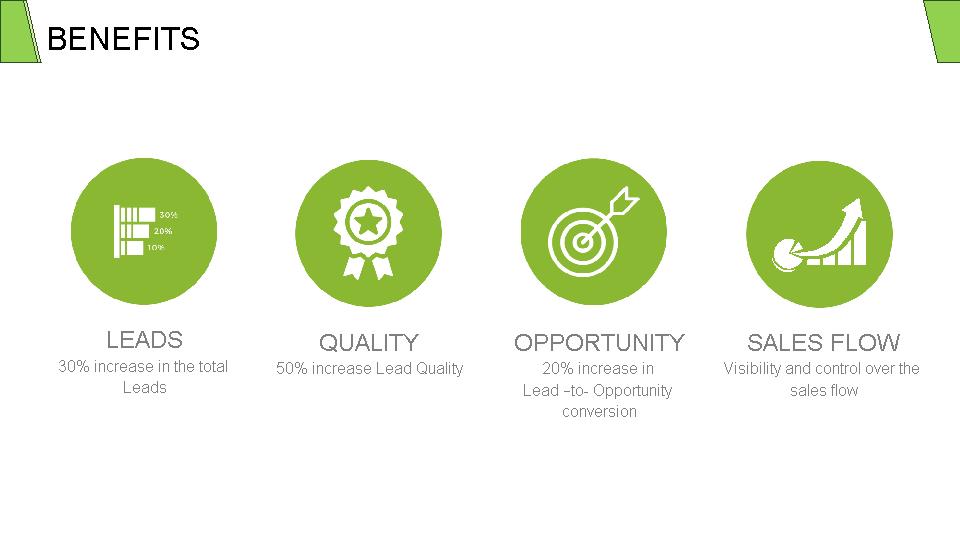 BENEFITS
30%
20%
10%
LEADS
30% increase in the total
Leads
QUALITY
50% increase Lead Quality
OPPORTUNITY
20% increase in
Lead –to- Opportunity
conversion
SALES FLOW
Visibility and control over the
sales flow